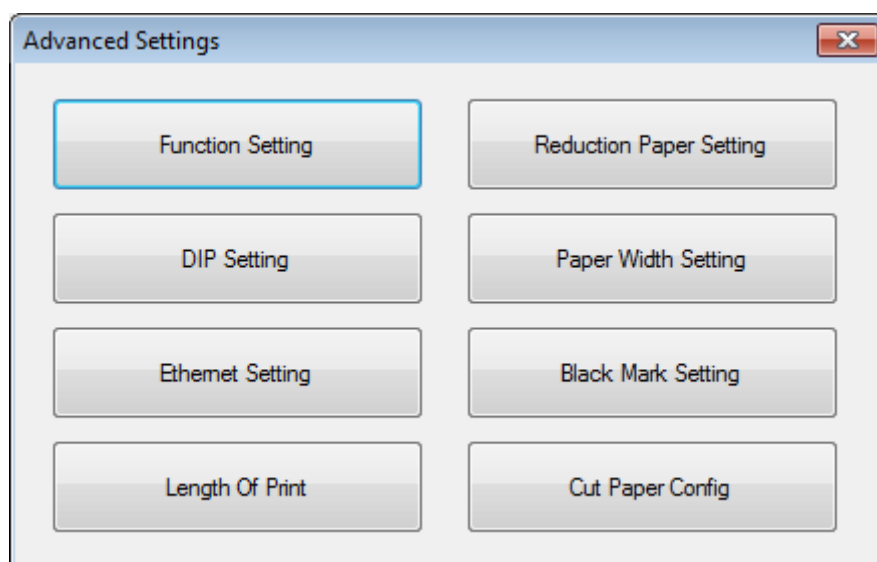 Advanced Settings
Function Setting
Reduction Paper Setting
DIP Setting
Paper Width Setting
Ethernet Setting
Black Mark Setting
Length Of Print
Cut Paper Config